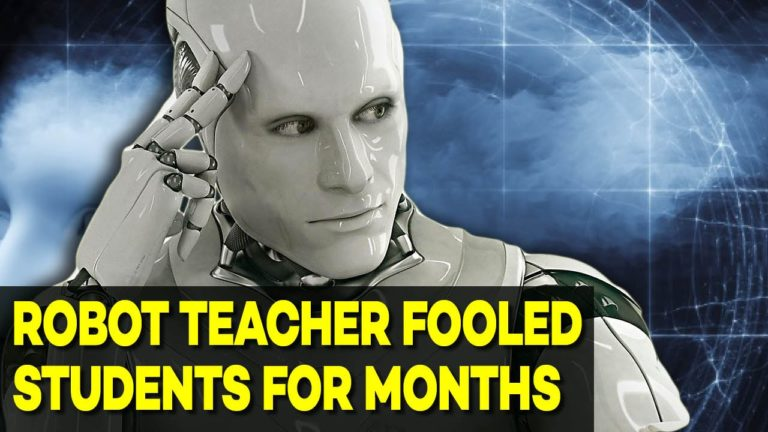 ROBOT TEACHER FOOLED
STUDENTS FOR MONTHS